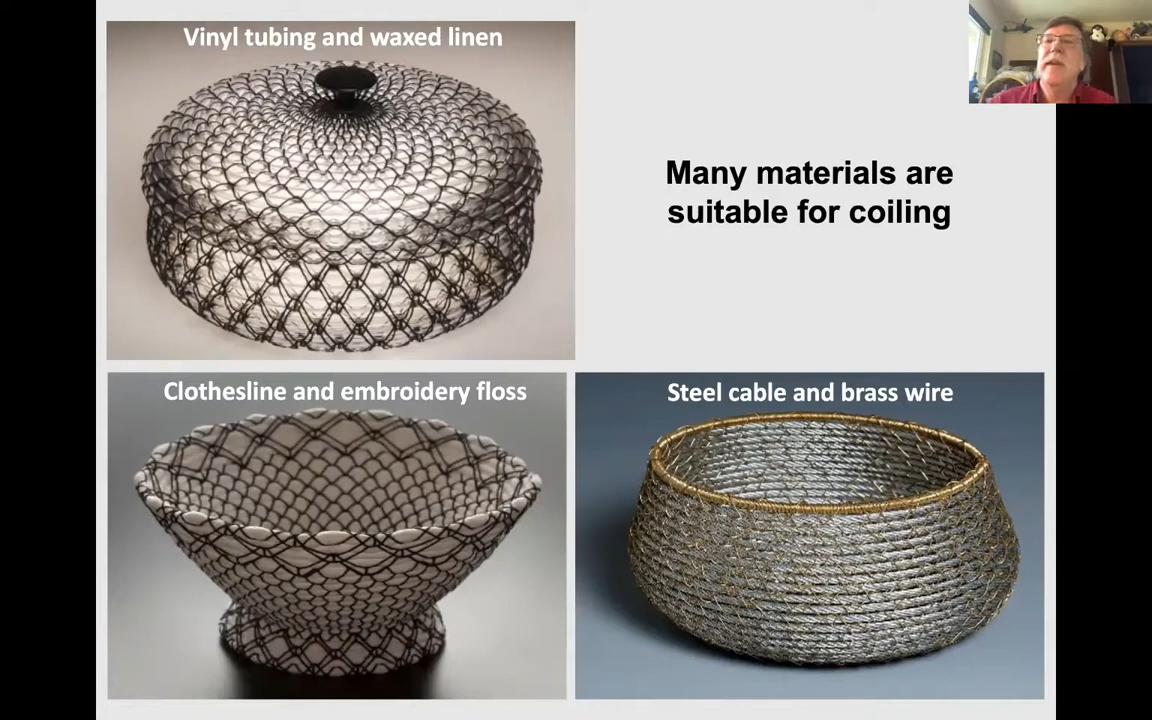 Vinyl tubing and waxed linen
Many materials are
suitable for coiling
Clothesline and embroidery floss
Steel cable and brass wire